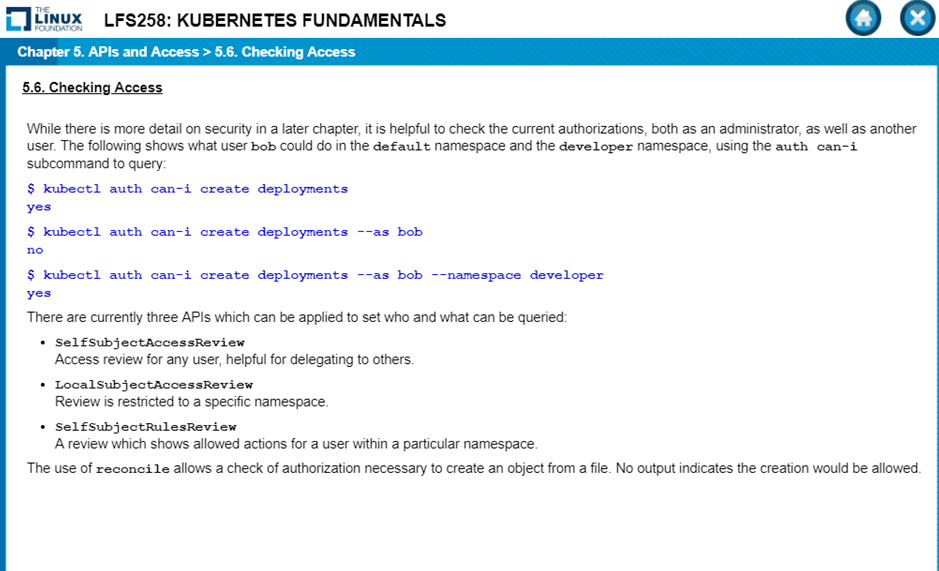 THE
LINUX
FOUNDATION
LFS258: KUBERNETES FUNDAMENTALS
Chapter 5. APIs and Access > 5.6. Checking Access
5.6. Checking Access
While there is more detail on security in a later chapter, it is helpful to check the current authorizations, both as an administrator, as well as another
user. The following shows what user bob could do in the default namespace and the developer namespace, using the auth can-i
subcommand to query:
$ kubectl auth can-i create deployments
yes
$ kubectl auth can-i create deployments --as bob
no
$ kubectl auth can-i create deployments --as bob --namespace developer
yes
There are currently three APIs which can be applied to set who and what can be queried:
• SelfSubjectAccessReview
Access review for any user, helpful for delegating to others.
• LocalSubjectAccessReview
Review is restricted to a specific namespace.
• SelfSubjectRulesReview
A review which shows allowed actions for a user within a particular namespace.
The use of reconcile allows a check of authorization necessary to create an object from a file. No output indicates the creation would be allowed.